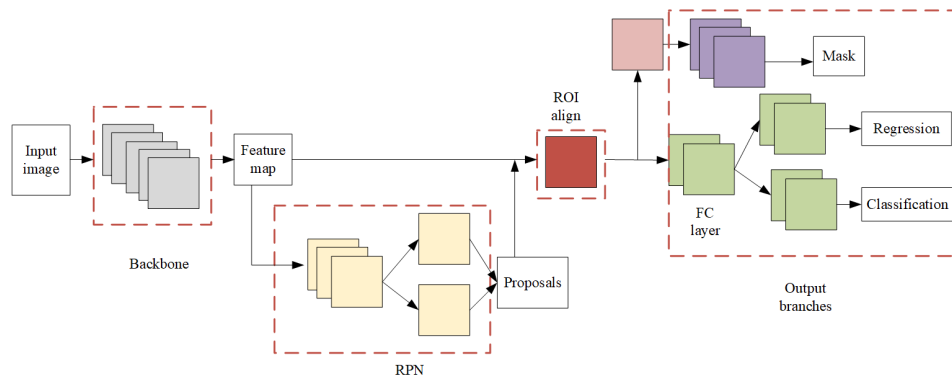 Input
image
Backbone
Feature
map
RPN
Proposals
ROI
align
Mask
FC
layer
Regression
Classification
Output
branches